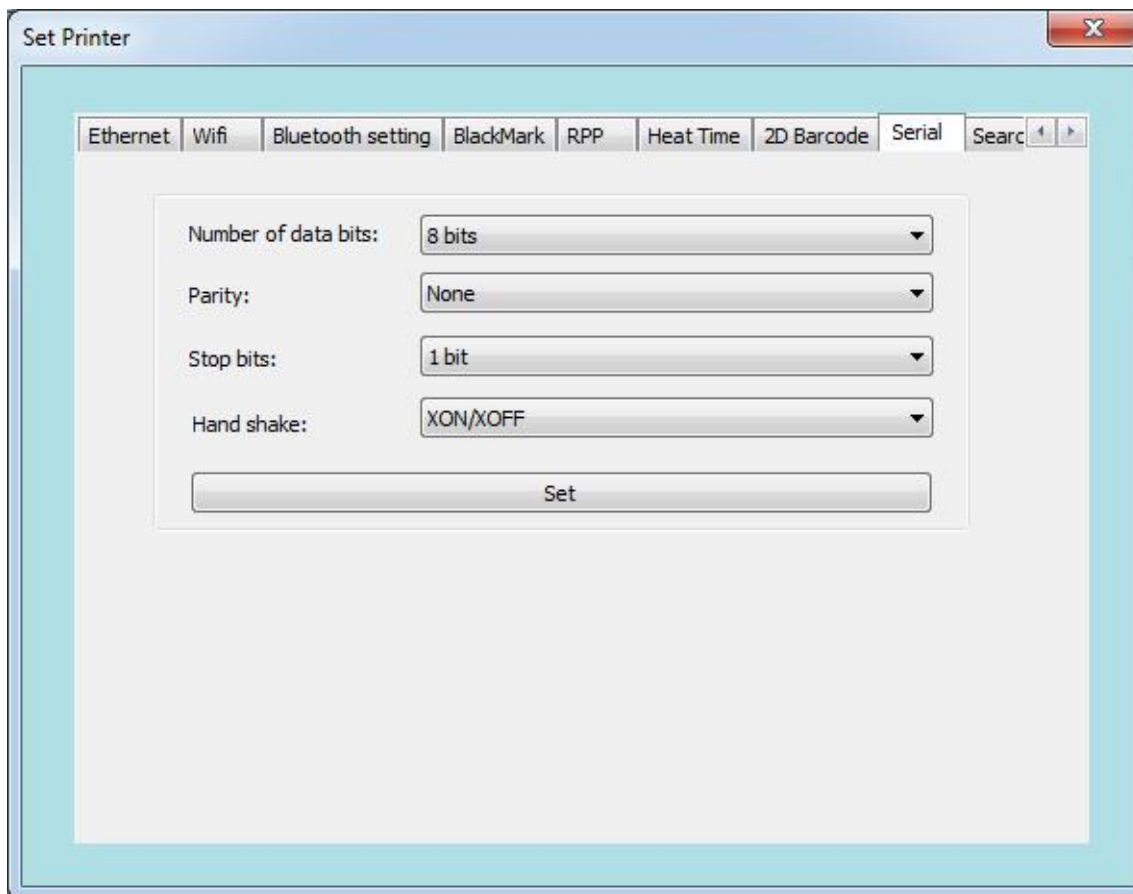 Set Printer
Ethernet Wifi Bluetooth setting BlackMark RPP Heat Time 2D Barcode Serial Searc
Number of data bits: 8 bits
Parity: None
Stop bits: 1 bit
Hand shake: XON/XOFF
Set